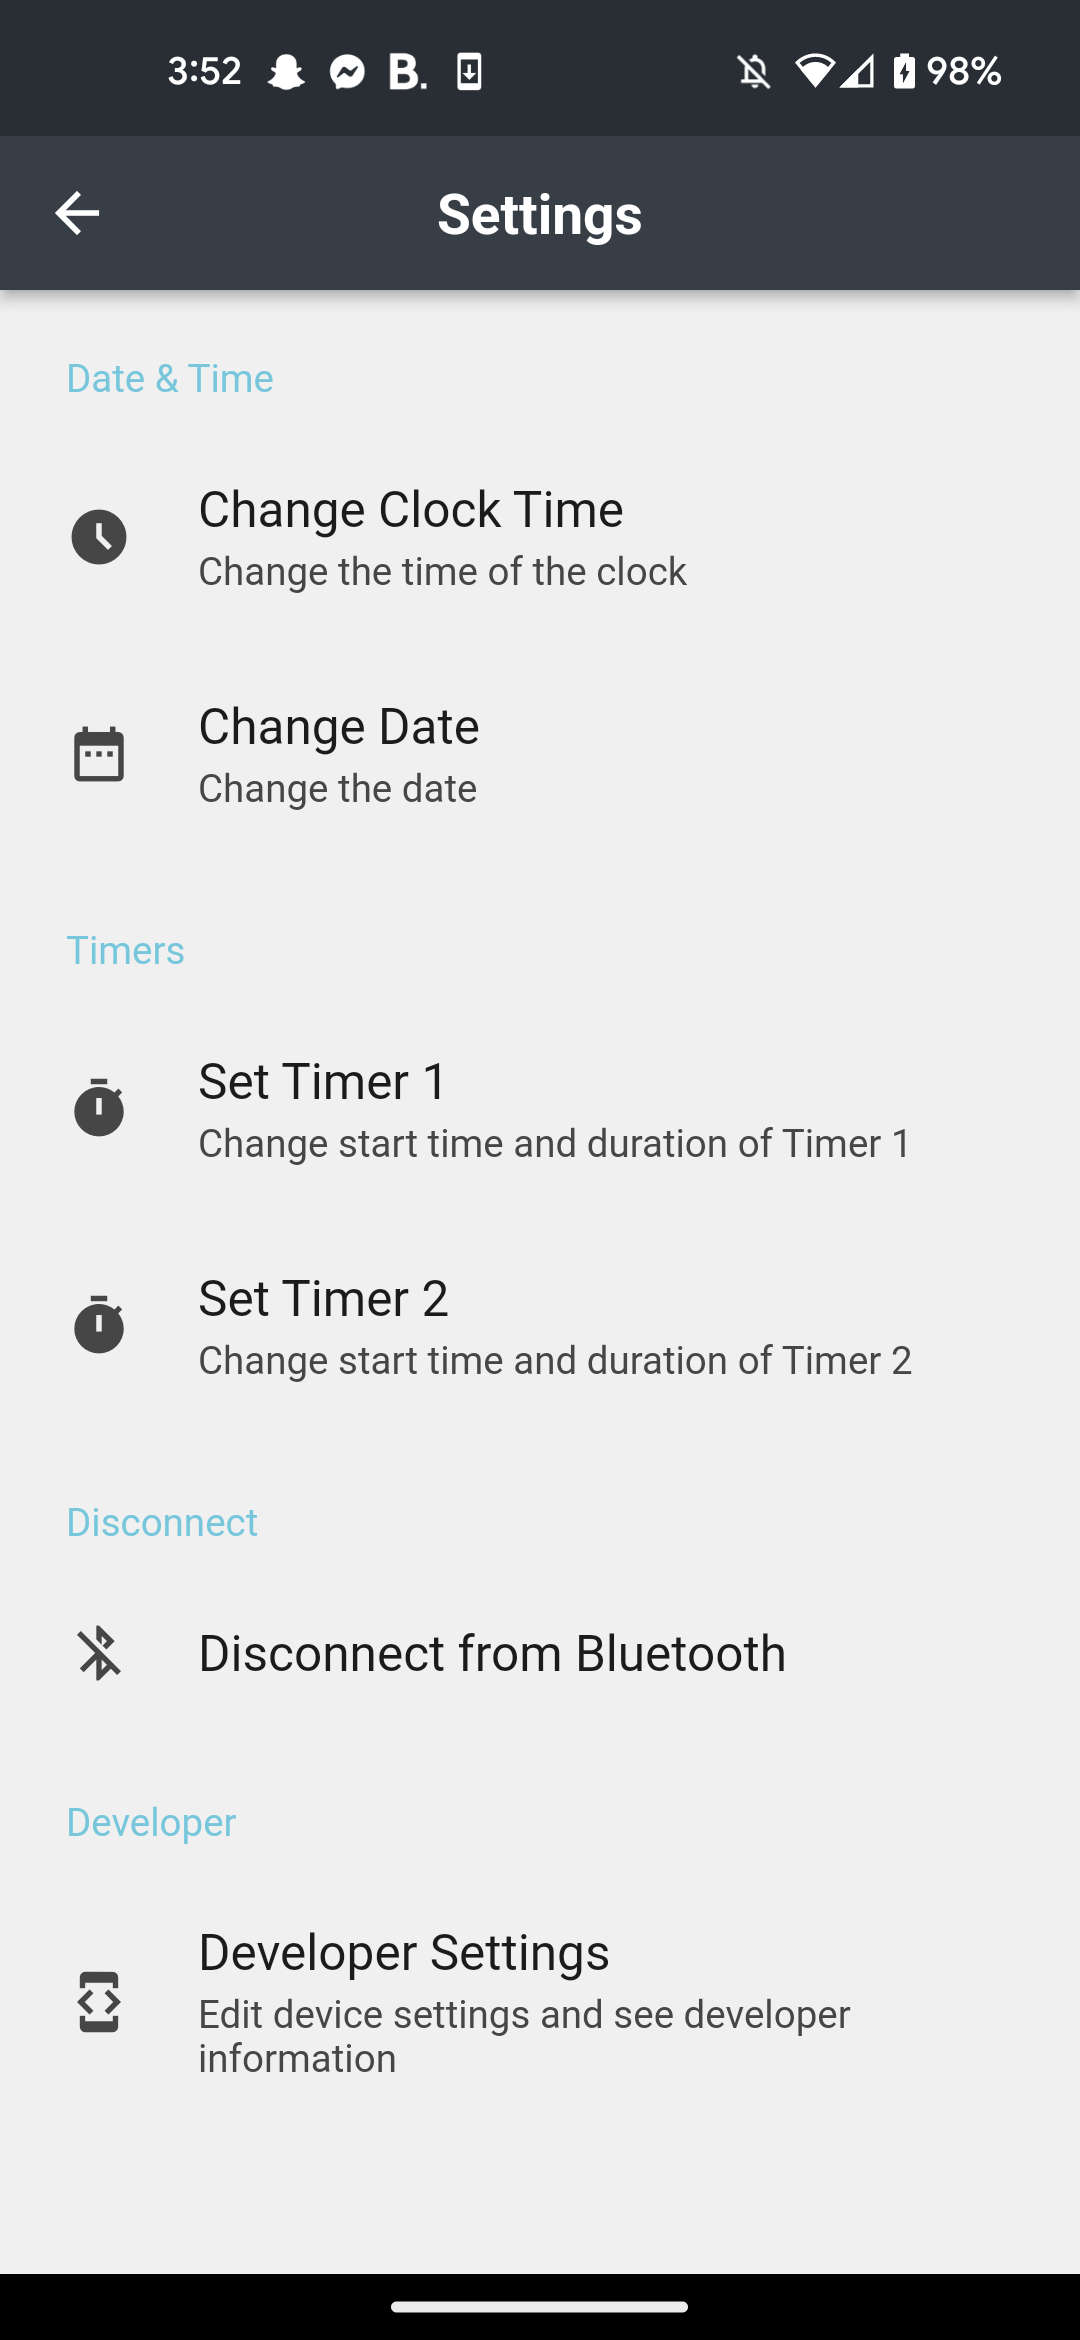 3:52 B. 98%
Settings
Date & Time
Change Clock Time
Change the time of the clock
Change Date
Change the date
Timers
Set Timer 1
Change start time and duration of Timer 1
Set Timer 2
Change start time and duration of Timer 2
Disconnect
Disconnect from Bluetooth
Developer
Developer Settings
Edit device settings and see developer
information